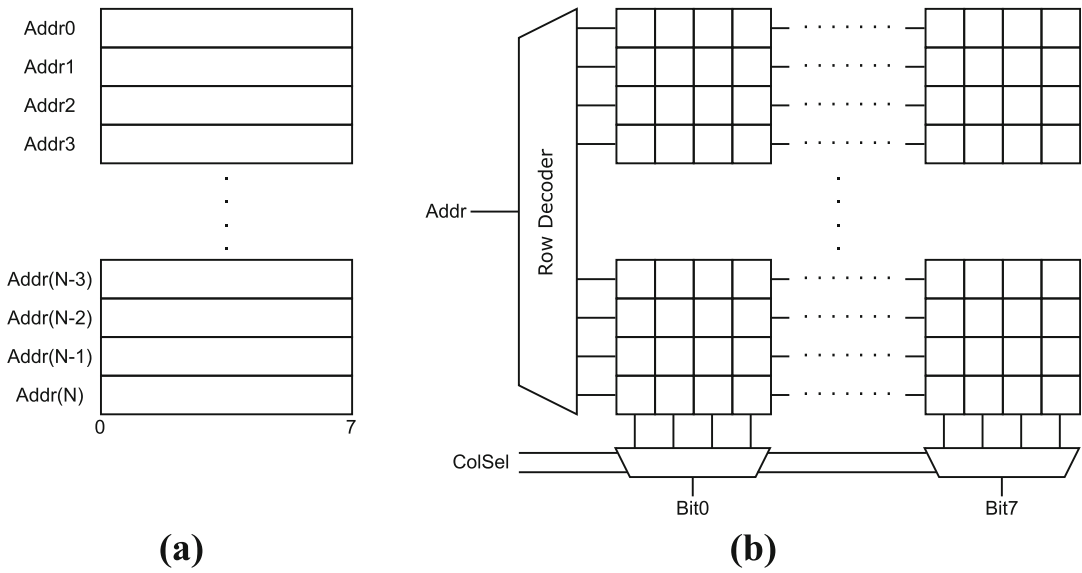 Addr0
Addr1
Addr2
Addr3
Addr(N-3)
Addr(N-2)
Addr(N-1)
Addr(N)
0 7
(a)
Addr
Row Decoder
ColSel
Bit0 Bit7
(b)